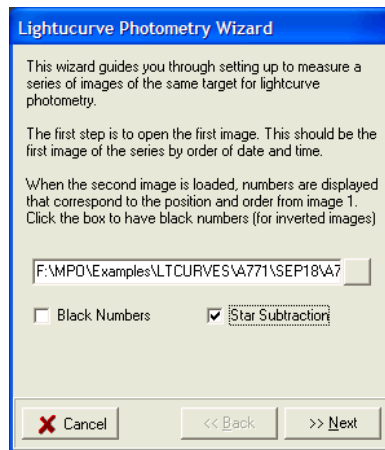 Lightucurve Photometry Wizard
This wizard guides you through setting up to measure a
series of images of the same target for lightcurve
photometry.
The first step is to open the first image. This should be the
first image of the series by order of date and time.
When the second image is loaded, numbers are displayed
that correspond to the position and order from image 1.
Click the box to have black numbers (for inverted images)
F:\MPO\Examples\LTCURVES\A771\SEP18\A7
Black Numbers Star Subtraction
Cancel << Back >> Next